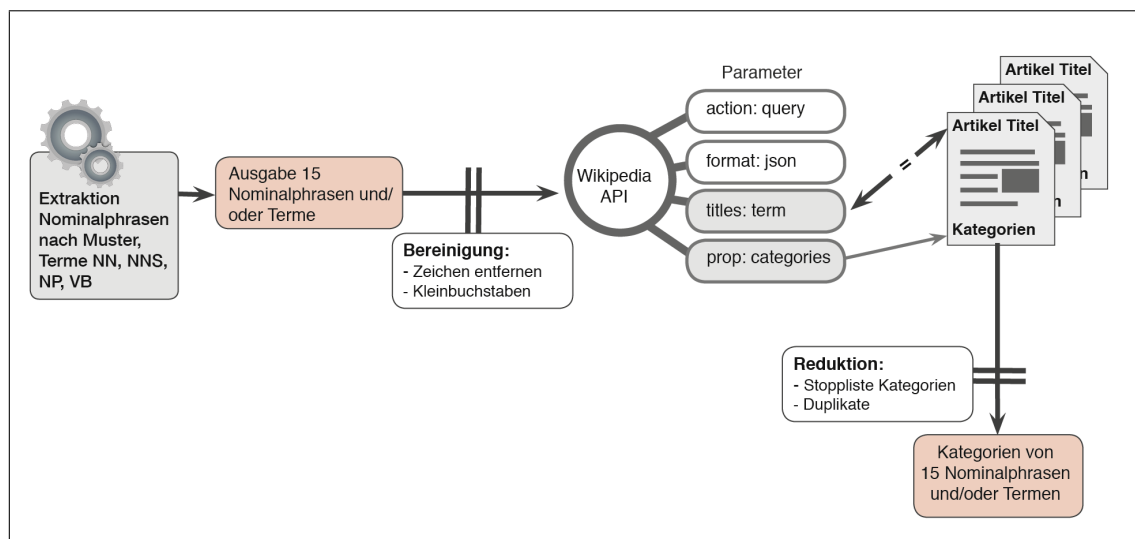 Extraktion
Nominalphrasen
nach Muster,
Terme NN, NNS,
NP, VB
Ausgabe 15
Nominalphrasen und/
oder Terme
Bereinigung:
- Zeichen entfernen
- Kleinbuchstaben
Wikipedia
API
Parameter
action: query
format: json
titles: term
prop: categories
=
Artikel Titel
Artikel Titel
Artikel Titel
n
n
Kategorien
Reduktion:
- Stoppliste Kategorien
- Duplikate
Kategorien von
15 Nominalphrasen
und/oder Termen